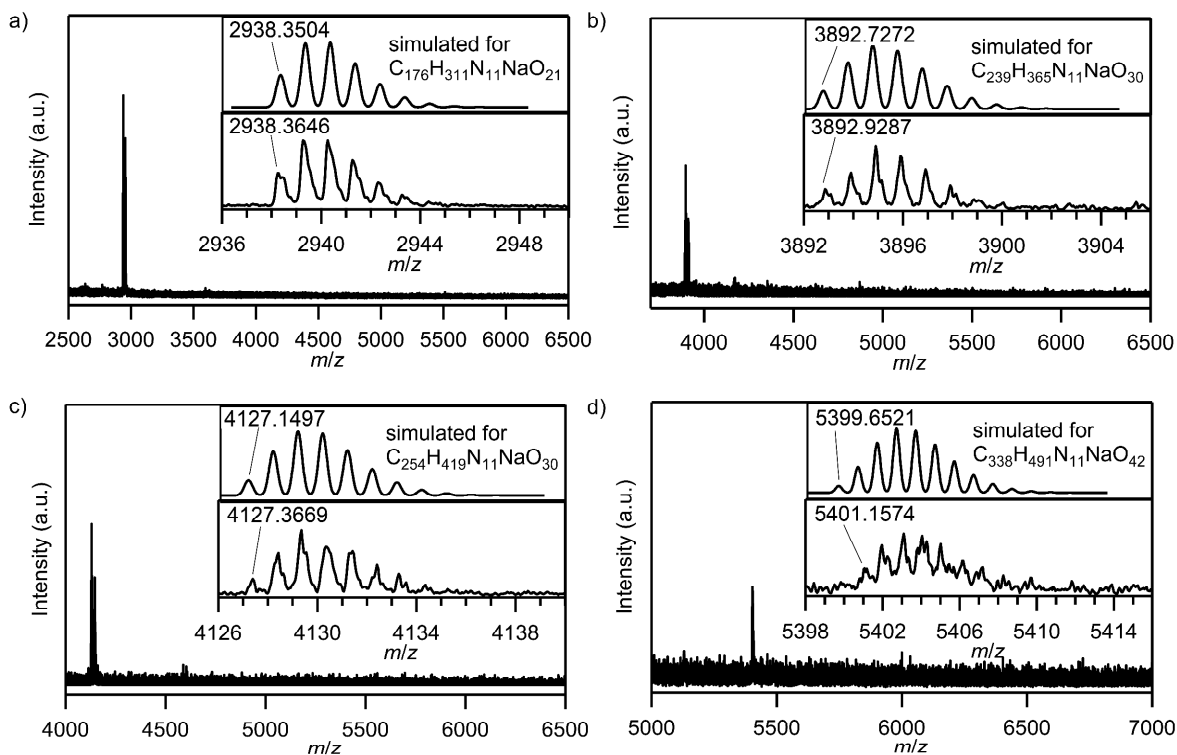 a)
2938.3504
simulated for
C₁₇₆H₃₁₁N₁₁NaO₂₁
2938.3646
2936 2940 2944 2948
m/z
Intensity (a.u.)
2500 3000 3500 4000 4500 5000 5500 6000 6500
m/z
b)
3892.7272
simulated for
C₂₃₉H₃₆₅N₁₁NaO₃₀
3892.9287
3892 3896 3900 3904
m/z
Intensity (a.u.)
4000 4500 5000 5500 6000 6500
m/z
c)
4127.1497
simulated for
C₂₅₄H₄₁₉N₁₁NaO₃₀
4127.3669
4126 4130 4134 4138
m/z
Intensity (a.u.)
4000 4500 5000 5500 6000 6500
m/z
d)
5399.6521
simulated for
C₃₃₈H₄₉₁N₁₁NaO₄₂
5401.1574
5398 5402 5406 5410 5414
m/z
Intensity (a.u.)
5000 5500 6000 6500 7000
m/z